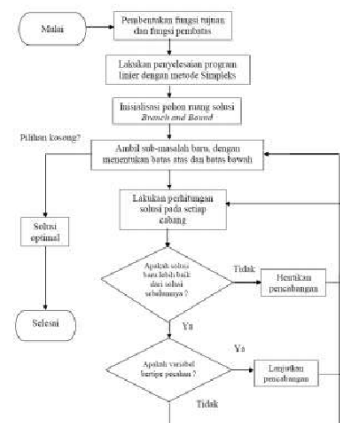 Mulai
Pembentukan fungsi tujuan
dan fungsi pembatas
Lakukan penyelesaian program
linier dengan metode Simpleks
Inisialisasi pohon ruang solusi
Branch and Bound
Pilihan kosong?
Ambil sub-masalah baru, dengan
menentukan batas atas dan batas bawah
Lakukan perhitungan
solusi pada setiap
cabang
Solusi
optimal
Selesai
Apakah solusi
baru lebih baik
dari solusi
sebelumnya ?
Tidak
Hentikan
pencabangan
Ya
Apakah variabel
bertipe pecahan ?
Ya
Lanjutkan
pencabangan
Tidak